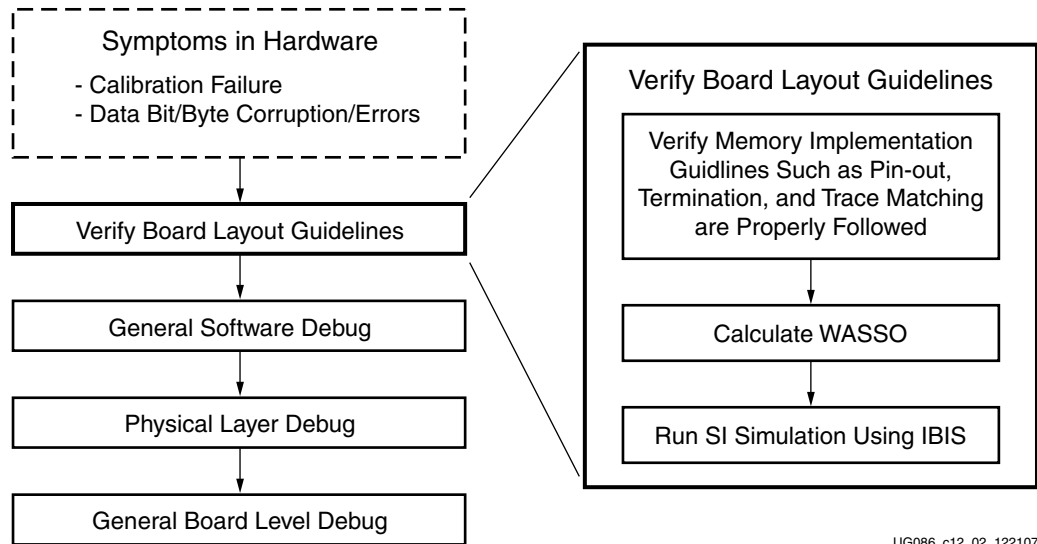 Symptoms in Hardware
- Calibration Failure
- Data Bit/Byte Corruption/Errors
Verify Board Layout Guidelines
General Software Debug
Physical Layer Debug
General Board Level Debug
Verify Board Layout Guidelines
Verify Memory Implementation
Guidlines Such as Pin-out,
Termination, and Trace Matching
are Properly Followed
Calculate WASSO
Run SI Simulation Using IBIS
UG086_c12_02_122107